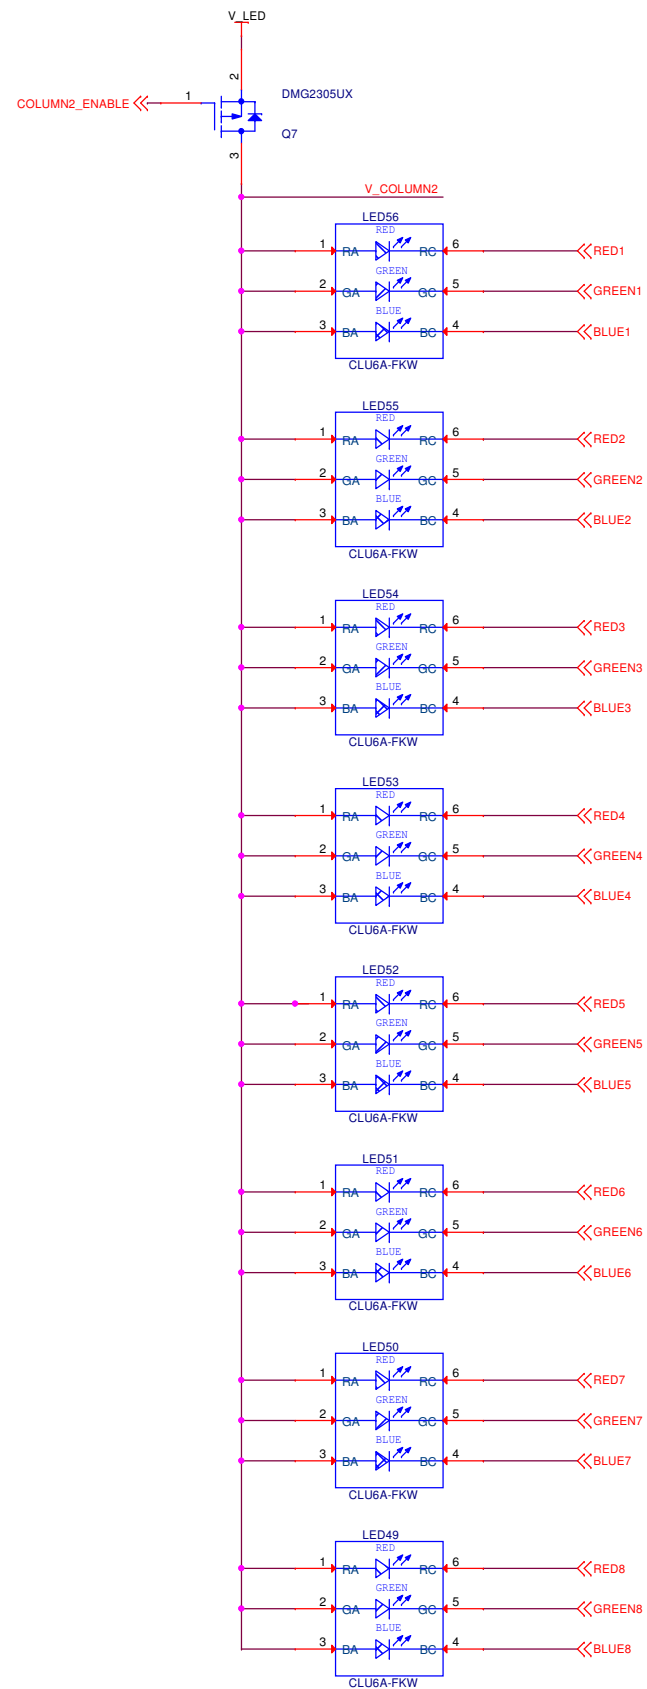 V_LED
2
COLUMN2_ENABLE
1
DMG2305UX
Q7
3
V_COLUMN2
LED56
RED
1 RA RC 6 RED1
GREEN
2 GA GC 5 GREEN1
BLUE
3 BA BC 4 BLUE1
CLU6A-FKW
LED55
RED
1 RA RC 6 RED2
GREEN
2 GA GC 5 GREEN2
BLUE
3 BA BC 4 BLUE2
CLU6A-FKW
LED54
RED
1 RA RC 6 RED3
GREEN
2 GA GC 5 GREEN3
BLUE
3 BA BC 4 BLUE3
CLU6A-FKW
LED53
RED
1 RA RC 6 RED4
GREEN
2 GA GC 5 GREEN4
BLUE
3 BA BC 4 BLUE4
CLU6A-FKW
LED52
RED
1 RA RC 6 RED5
GREEN
2 GA GC 5 GREEN5
BLUE
3 BA BC 4 BLUE5
CLU6A-FKW
LED51
RED
1 RA RC 6 RED6
GREEN
2 GA GC 5 GREEN6
BLUE
3 BA BC 4 BLUE6
CLU6A-FKW
LED50
RED
1 RA RC 6 RED7
GREEN
2 GA GC 5 GREEN7
BLUE
3 BA BC 4 BLUE7
CLU6A-FKW
LED49
RED
1 RA RC 6 RED8
GREEN
2 GA GC 5 GREEN8
BLUE
3 BA BC 4 BLUE8
CLU6A-FKW